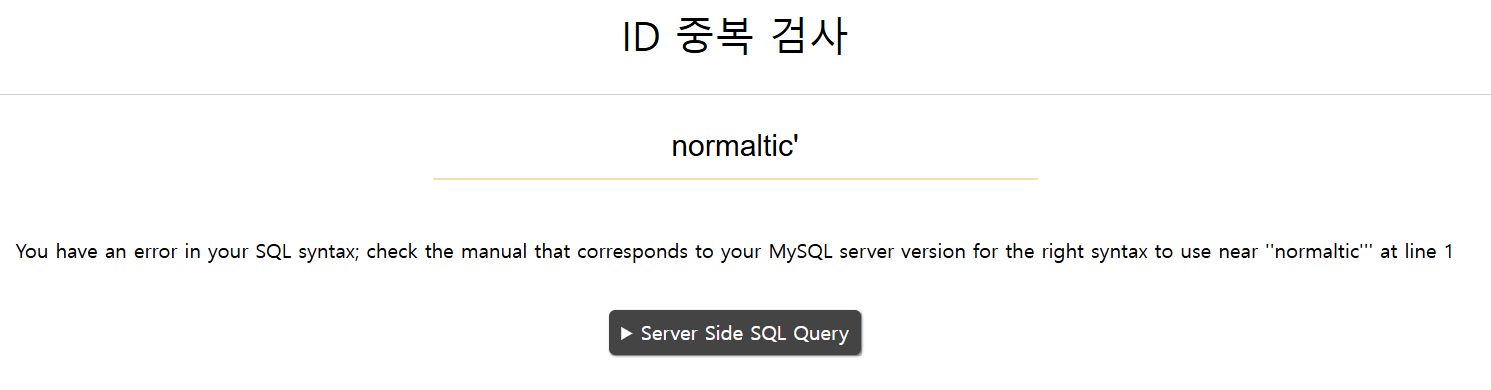 ID 중복 검사
normaltic'
You have an error in your SQL syntax; check the manual that corresponds to your MySQL server version for the right syntax to use near ''normaltic''' at line 1
▶ Server Side SQL Query